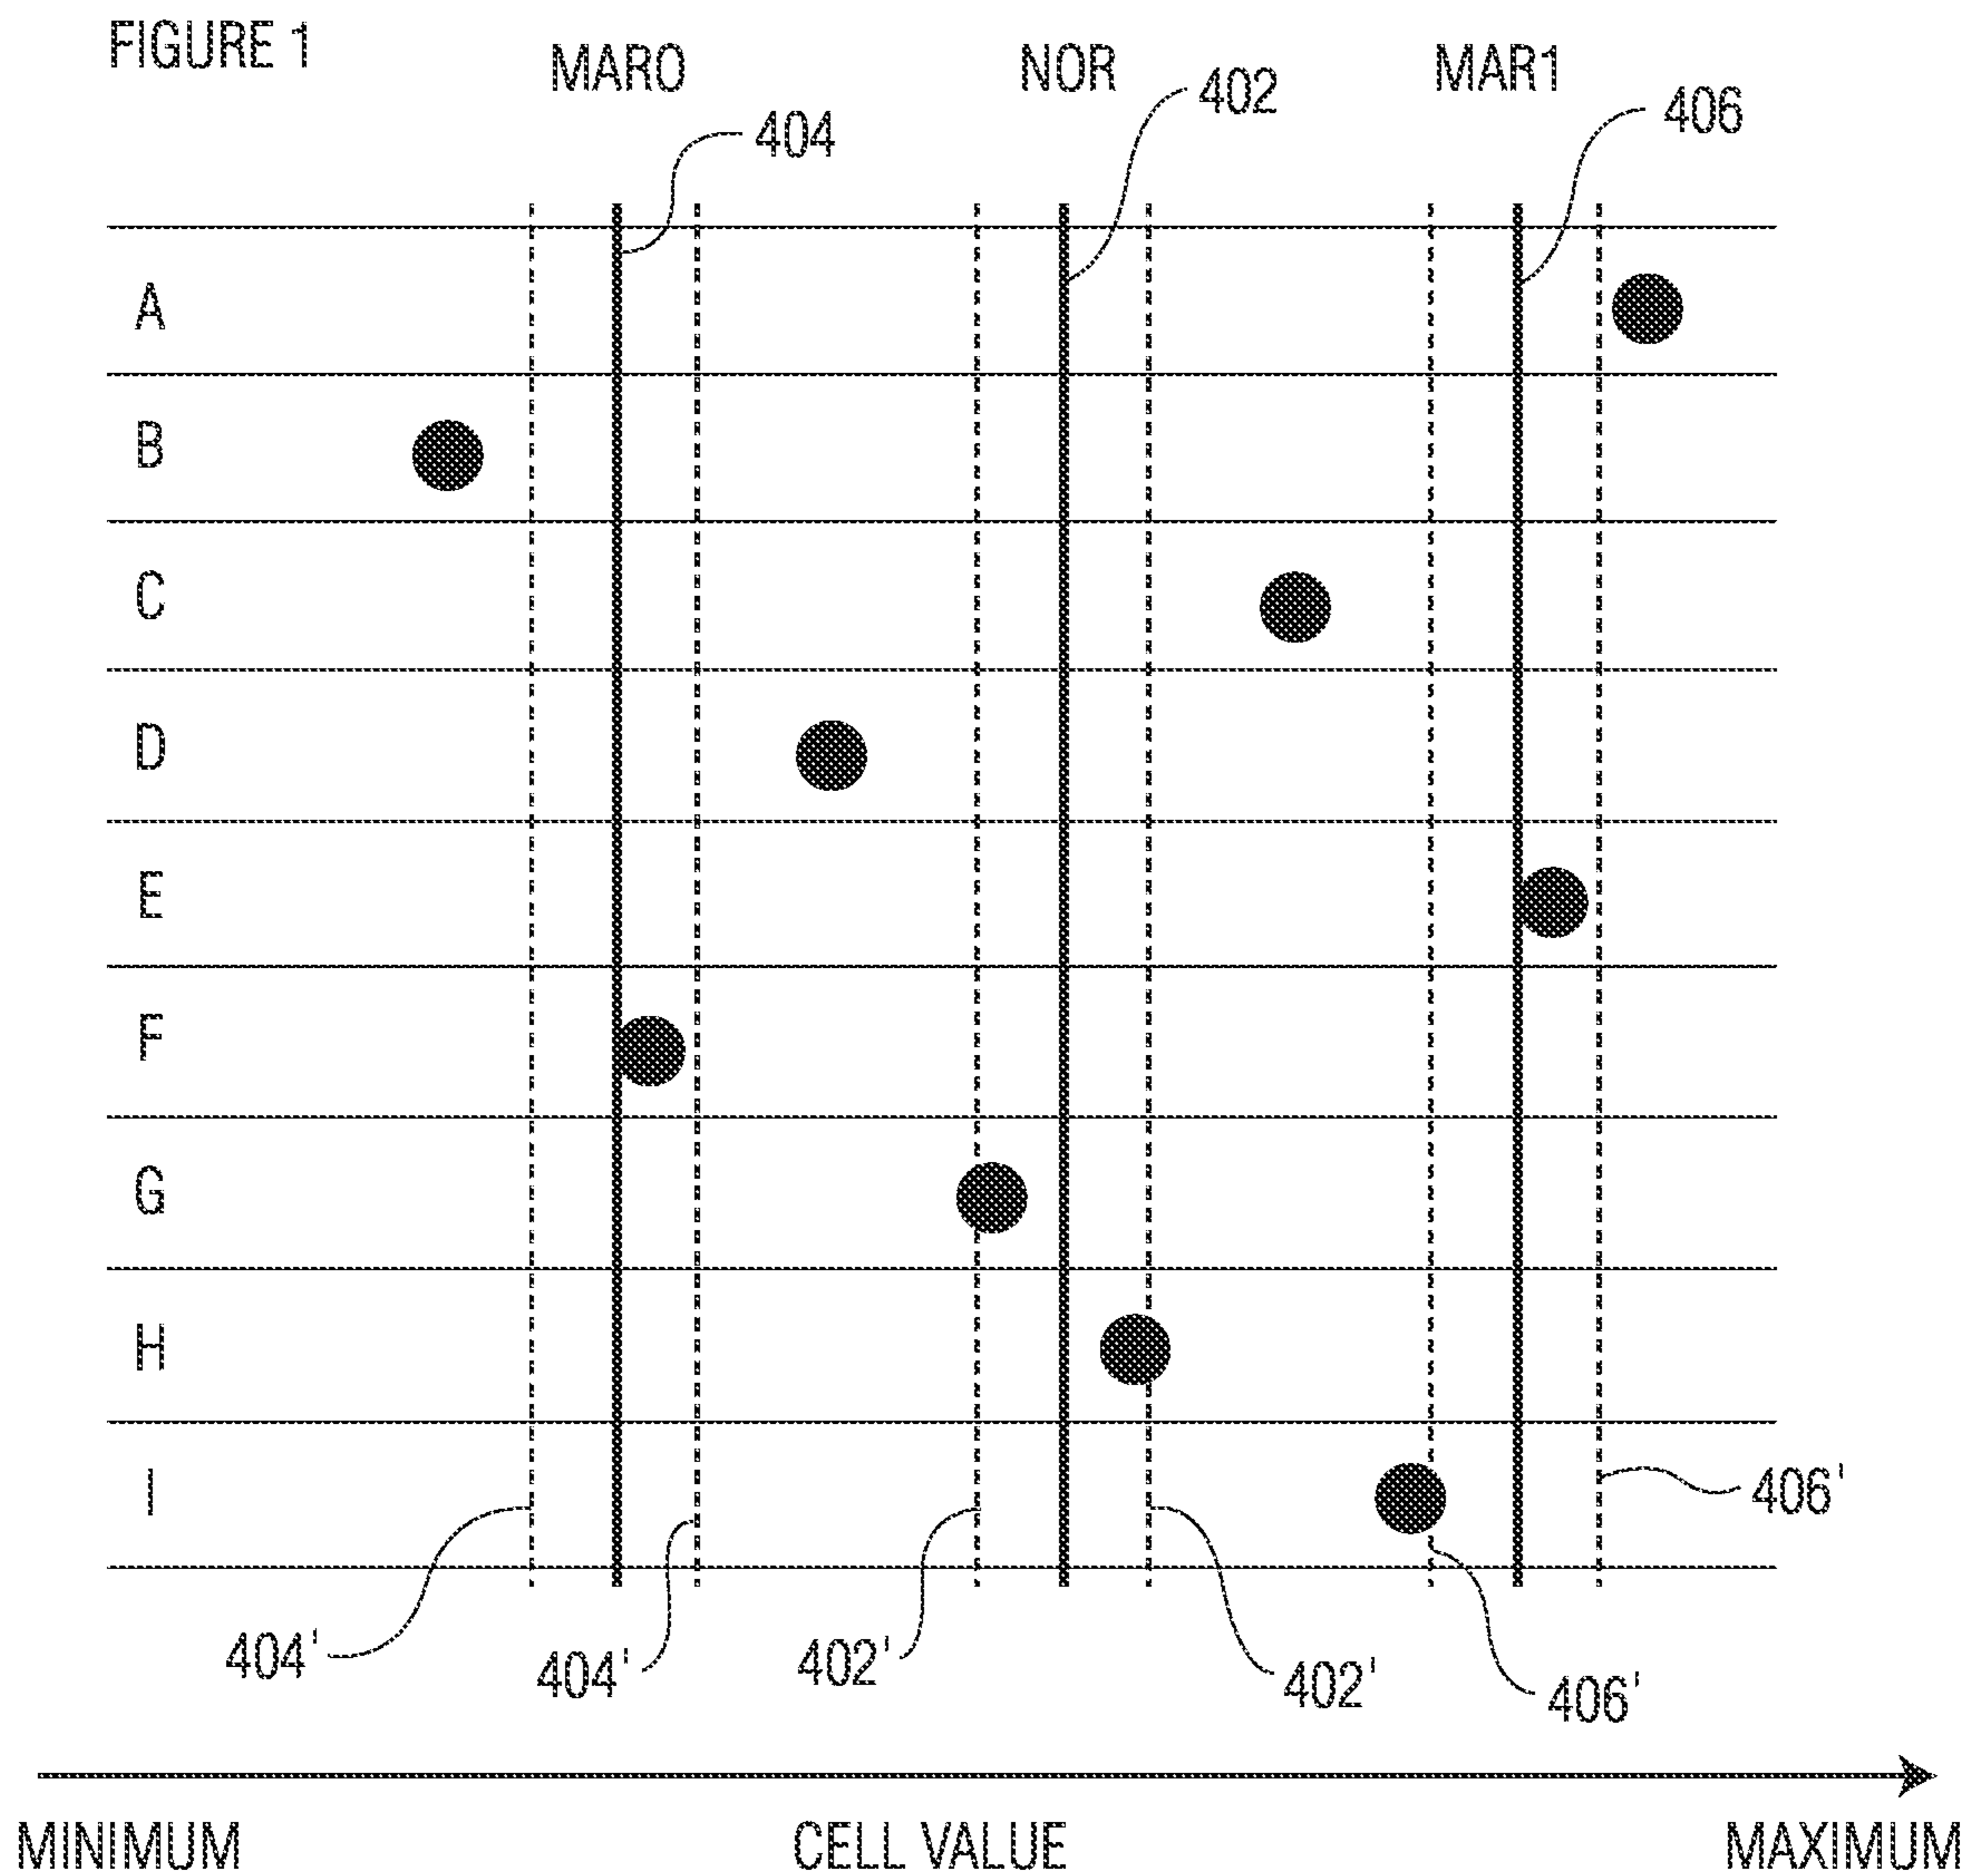 FIGURE 1
MAR0 NOR MAR1
404 402 406
A
B
C
D
E
F
G
H
I
406'
404' 404' 402' 402' 406'
MINIMUM CELL VALUE MAXIMUM